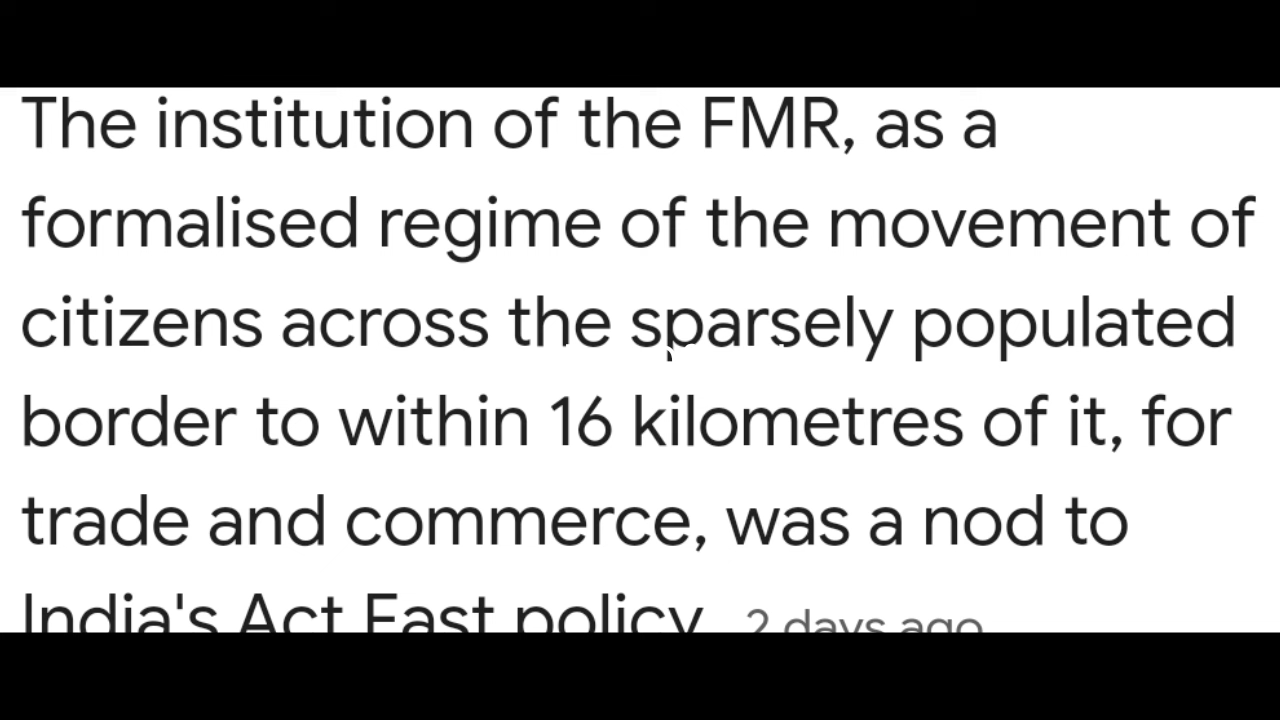 The institution of the FMR, as a
formalised regime of the movement of
citizens across the sparsely populated
border to within 16 kilometres of it, for
trade and commerce, was a nod to
India's Act East policy. 2 days ago